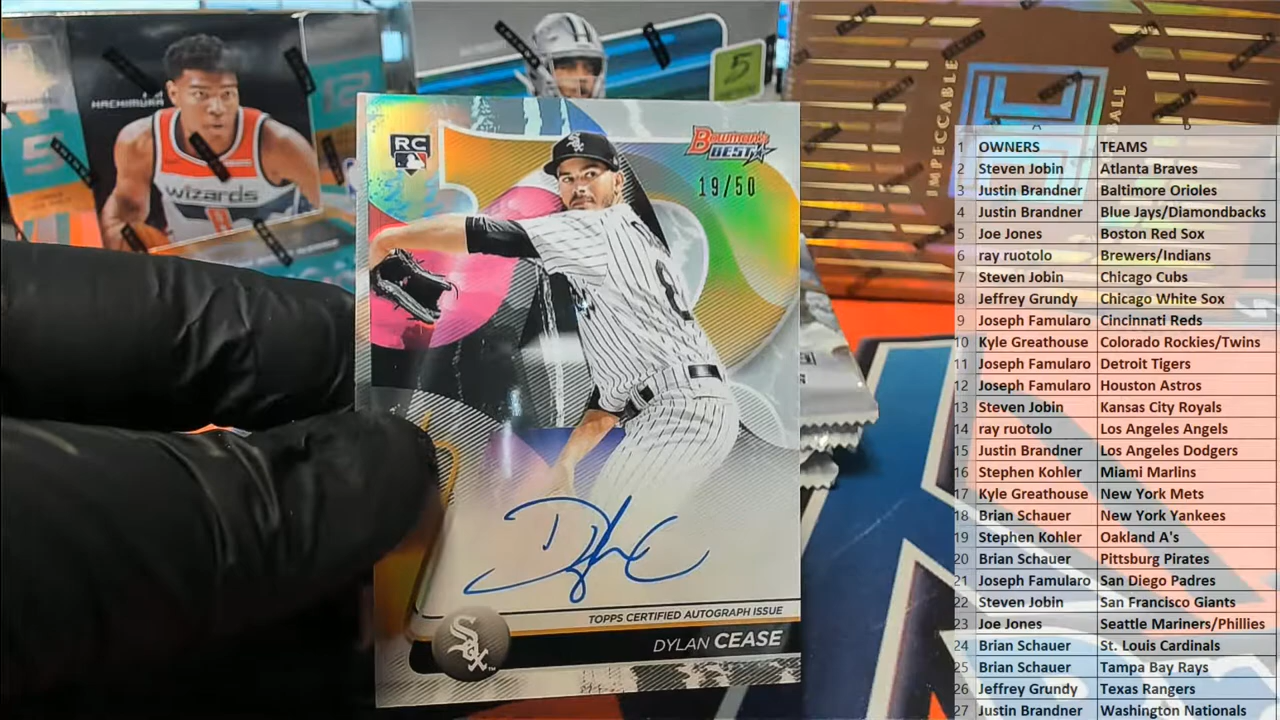 HACHIMURA
wizards
8
5
IMPECCABLE
RC
Bowman's
BEST
19/50
8
TOPPS CERTIFIED AUTOGRAPH ISSUE
Sox
DYLAN CEASE
A B
1 OWNERS TEAMS
2 Steven Jobin Atlanta Braves
3 Justin Brandner Baltimore Orioles
4 Justin Brandner Blue Jays/Diamondbacks
5 Joe Jones Boston Red Sox
6 ray ruotolo Brewers/Indians
7 Steven Jobin Chicago Cubs
8 Jeffrey Grundy Chicago White Sox
9 Joseph Famularo Cincinnati Reds
10 Kyle Greathouse Colorado Rockies/Twins
11 Joseph Famularo Detroit Tigers
12 Joseph Famularo Houston Astros
13 Steven Jobin Kansas City Royals
14 ray ruotolo Los Angeles Angels
15 Justin Brandner Los Angeles Dodgers
16 Stephen Kohler Miami Marlins
17 Kyle Greathouse New York Mets
18 Brian Schauer New York Yankees
19 Stephen Kohler Oakland A's
20 Brian Schauer Pittsburg Pirates
21 Joseph Famularo San Diego Padres
22 Steven Jobin San Francisco Giants
23 Joe Jones Seattle Mariners/Phillies
24 Brian Schauer St. Louis Cardinals
25 Brian Schauer Tampa Bay Rays
26 Jeffrey Grundy Texas Rangers
27 Justin Brandner Washington Nationals